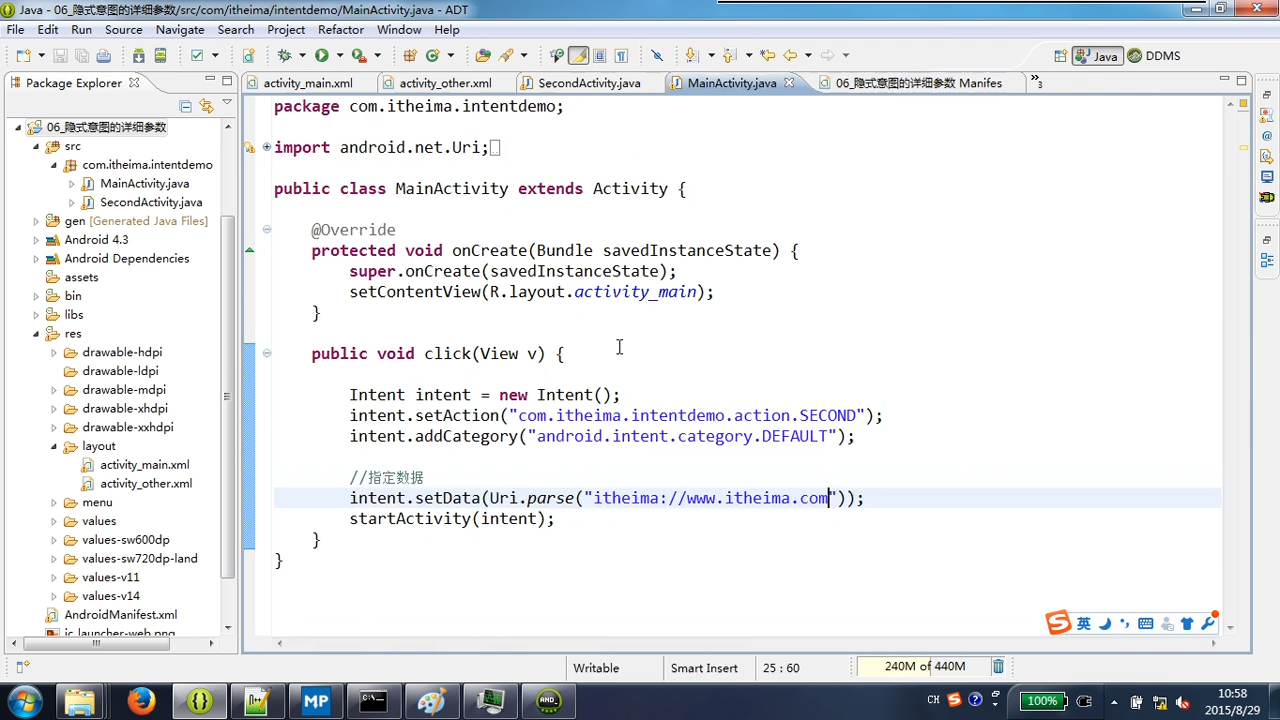 Java - 06_隐式意图的详细参数/src/com/itheima/intentdemo/MainActivity.java - ADT
File Edit Run Source Navigate Search Project Refactor Window Help
Java DDMS
Package Explorer
activity_main.xml activity_other.xml SecondActivity.java MainActivity.java 06_隐式意图的详细参数 Manifes 3
06_隐式意图的详细参数
src
com.itheima.intentdemo
MainActivity.java
SecondActivity.java
gen [Generated Java Files]
Android 4.3
Android Dependencies
assets
bin
libs
res
drawable-hdpi
drawable-ldpi
drawable-mdpi
drawable-xhdpi
drawable-xxhdpi
layout
activity_main.xml
activity_other.xml
menu
values
values-sw600dp
values-sw720dp-land
values-v11
values-v14
AndroidManifest.xml
ic_launcher-web.png
package com.itheima.intentdemo;
import android.net.Uri;
public class MainActivity extends Activity {
@Override
protected void onCreate(Bundle savedInstanceState) {
super.onCreate(savedInstanceState);
setContentView(R.layout.activity_main);
}
public void click(View v) {
Intent intent = new Intent();
intent.setAction("com.itheima.intentdemo.action.SECOND");
intent.addCategory("android.intent.category.DEFAULT");
//指定数据
intent.setData(Uri.parse("itheima://www.itheima.com"));
startActivity(intent);
}
}
英
Writable Smart Insert 25 : 60 240M of 440M
CH 100% 10:58
2015/8/29